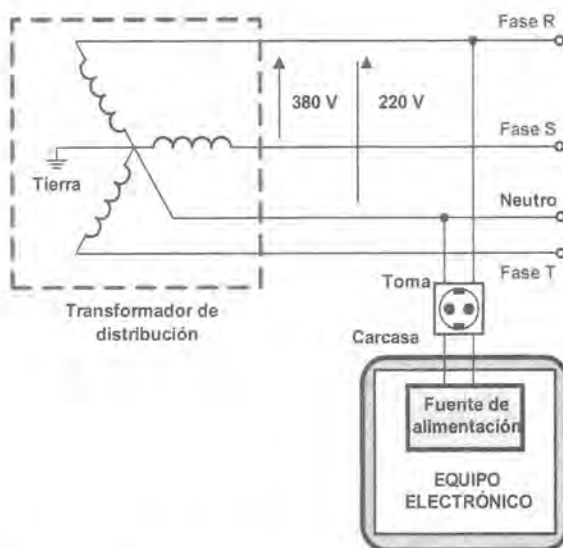 Fase R
380 V
220 V
Fase S
Tierra
Neutro
Fase T
Toma
Transformador de
distribución
Carcasa
Fuente de
alimentación
EQUIPO
ELECTRÓNICO